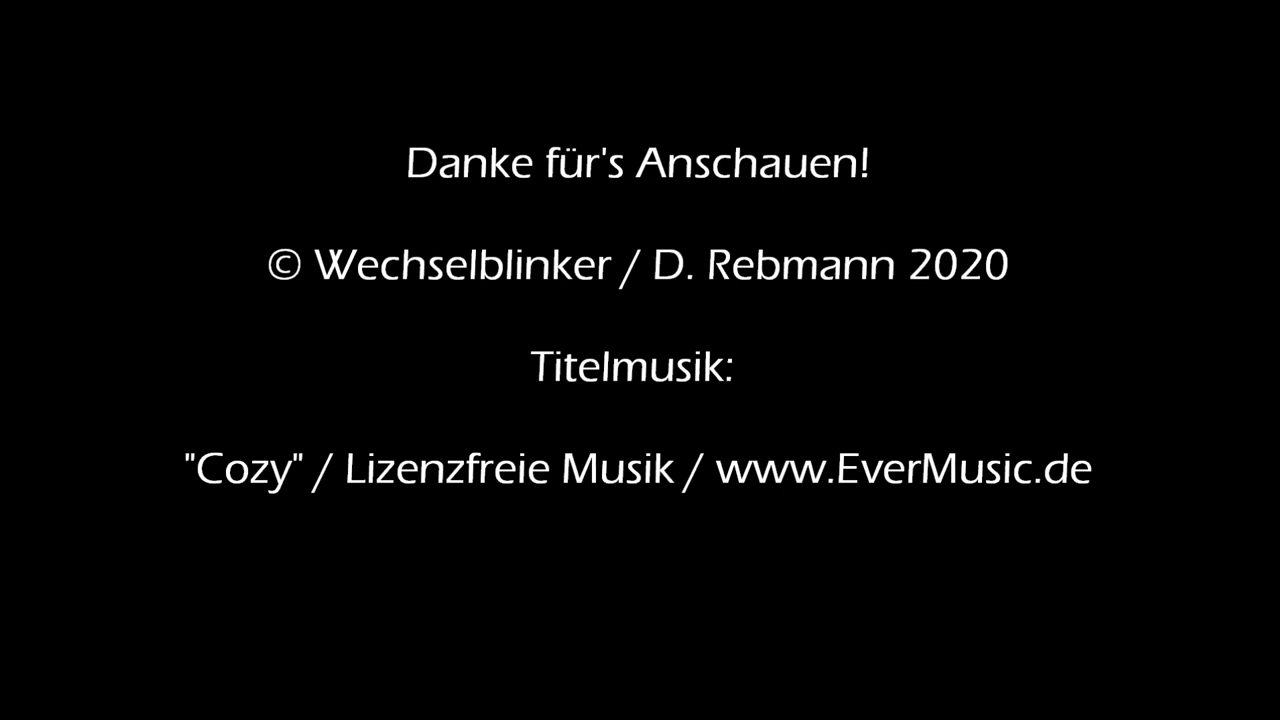 Danke für's Anschauen!
© Wechselblinker / D. Rebmann 2020
Titelmusik:
"Cozy" / Lizenzfreie Musik / www.EverMusic.de